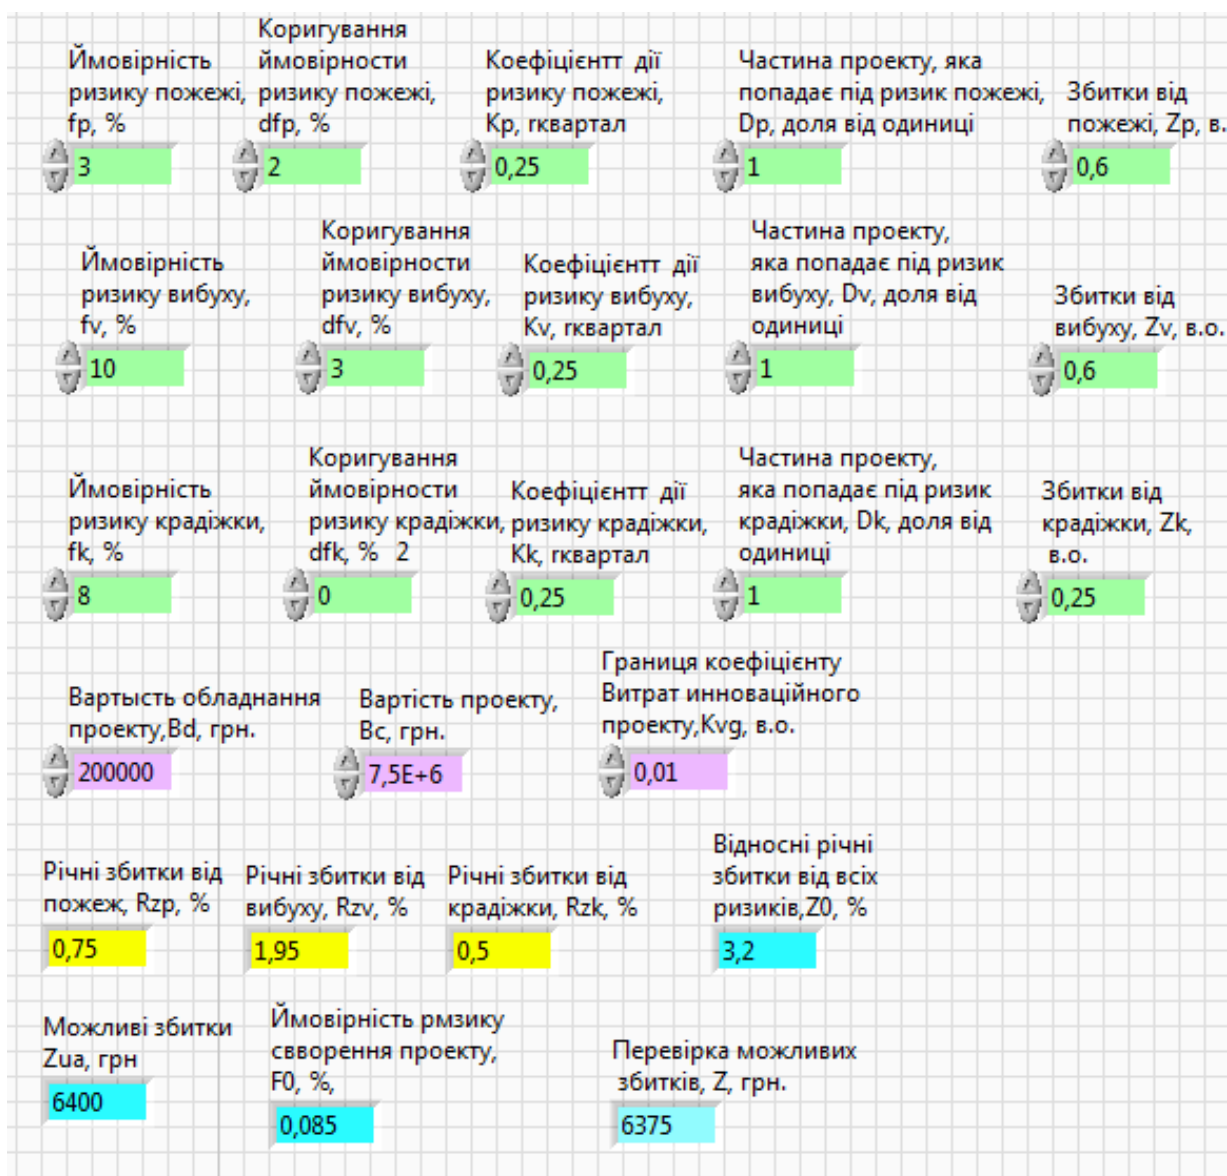 Ймовірність
ризику пожежі,
fp, %
3
Коригування
ймовірности
ризику пожежі,
dfp, %
2
Коефіцієнтт дії
ризику пожежі,
Кр, rквартал
0,25
Частина проекту, яка
попадає під ризик пожежі,
Dp, доля від одиниці
1
Збитки від
пожежі, Zp, в.
0,6
Ймовірність
ризику вибуху,
fv, %
10
Коригування
ймовірности
ризику вибуху,
dfv, %
3
Коефіцієнтт дії
ризику вибуху,
Kv, rквартал
0,25
Частина проекту,
яка попадає під ризик
вибуху, Dv, доля від
одиниці
1
Збитки від
вибуху, Zv, в.о.
0,6
Ймовірність
ризику крадіжки,
fk, %
8
Коригування
ймовірности
ризику крадіжки,
dfk, % 2
0
Коефіцієнтт дії
ризику крадіжки,
Kk, rквартал
0,25
Частина проекту,
яка попадає під ризик
крадіжки, Dk, доля від
одиниці
1
Збитки від
крадіжки, Zk,
в.о.
0,25
Вартысть обладнання
проекту,Bd, грн.
200000
Вартість проекту,
Вс, грн.
7,5E+6
Границя коефіцієнту
Витрат инноваційного
проекту,Kvg, в.о.
0,01
Річні збитки від
пожеж, Rzp, %
0,75
Річні збитки від
вибуху, Rzv, %
1,95
Річні збитки від
крадіжки, Rzk, %
0,5
Відносні річні
збитки від всіх
ризиків,Z0, %
3,2
Можливі збитки
Zua, грн
6400
Ймовірність рмзику
свворення проекту,
F0, %,
0,085
Перевірка можливих
збитків, Z, грн.
6375